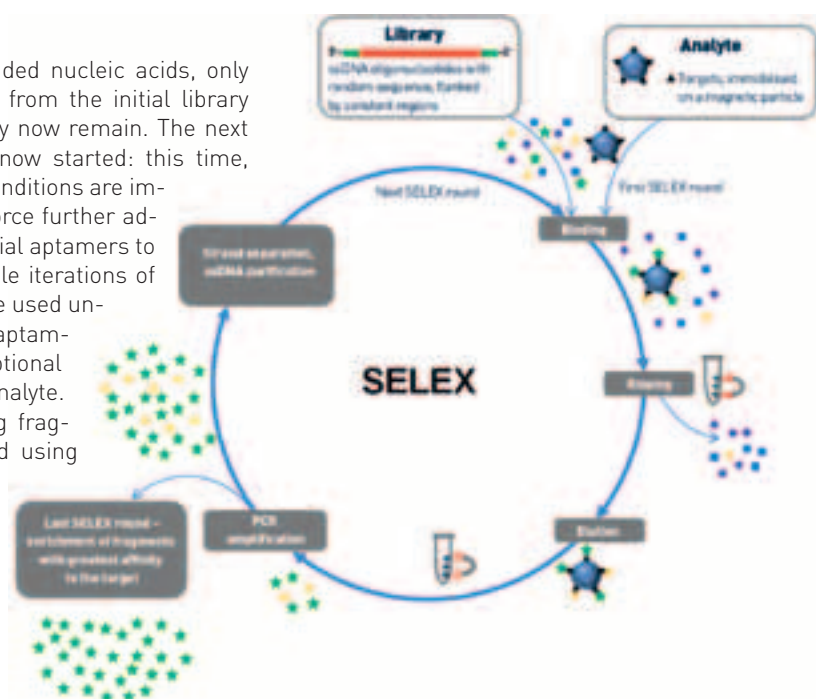 ded nucleic acids, only
from the initial library
y now remain. The next
now started: this time,
onditions are im-
orce further ad-
ial aptamers to
le iterations of
e used un-
aptam-
otional
nalyte.
g frag-
d using
Library
ssDNA oligonucleotides with
random sequence, flanked
by constant regions
Analyte
Targets, immobilised
on a magnetic particle
Next SELEX round
First SELEX round
Binding
Strand separation,
ssDNA purification
SELEX
Rinsing
Elution
PCR
amplification
Last SELEX round –
enrichment of fragments
with greatest affinity
to the target